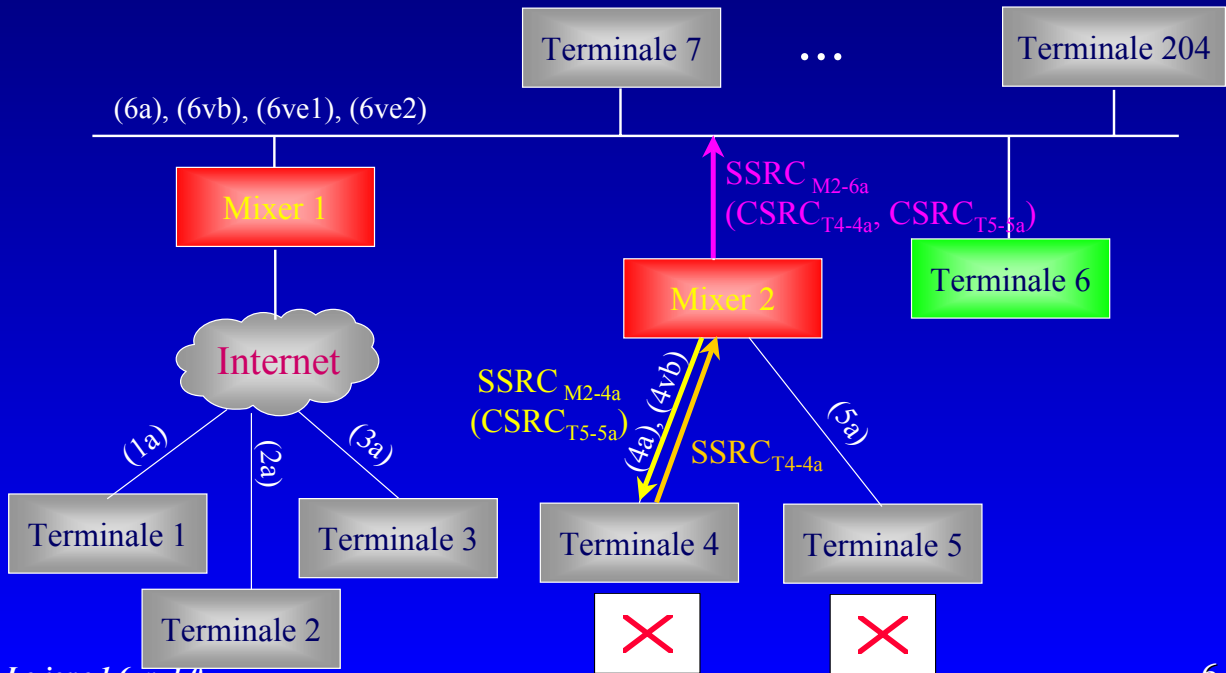 Terminale 7
...
Terminale 204
(6a), (6vb), (6ve1), (6ve2)
Mixer 1
SSRC M2-6a
(CSRC T4-4a, CSRC T5-5a)
Terminale 6
Mixer 2
Internet
SSRC M2-4a
(CSRC T5-5a)
(4a), (4vb)
SSRC T4-4a
(5a)
(1a)
(2a)
(3a)
Terminale 1
Terminale 3
Terminale 4
Terminale 5
Terminale 2
6